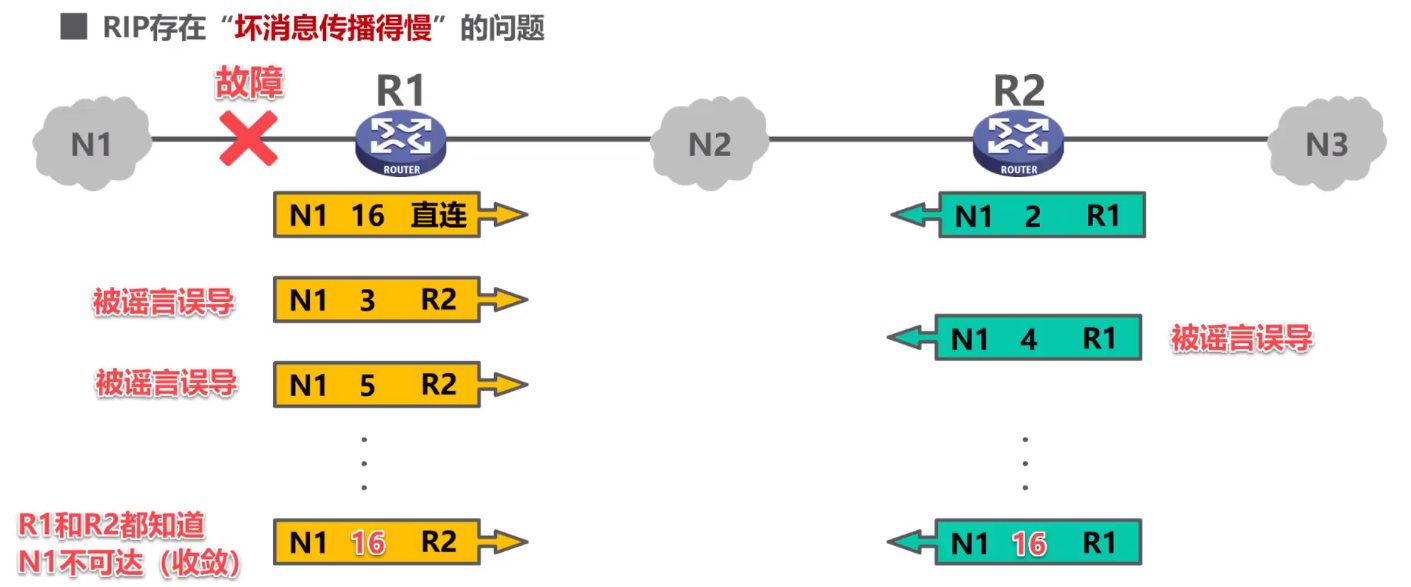 RIP存在“坏消息传播得慢”的问题
故障
R1
R2
N1
N2
N3
ROUTER
ROUTER
N1 16 直连
N1 2 R1
被谣言误导
N1 3 R2
N1 4 R1
被谣言误导
被谣言误导
N1 5 R2
R1和R2都知道
N1不可达（收敛）
N1 16 R2
N1 16 R1